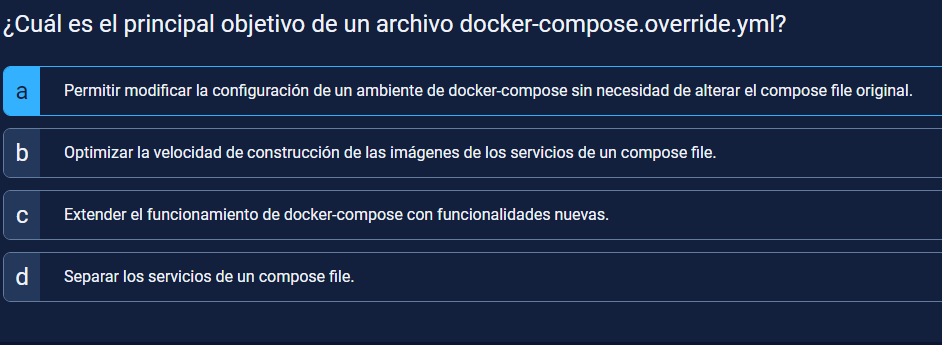 ¿Cuál es el principal objetivo de un archivo docker-compose.override.yml?
a Permitir modificar la configuración de un ambiente de docker-compose sin necesidad de alterar el compose file original.
b Optimizar la velocidad de construcción de las imágenes de los servicios de un compose file.
c Extender el funcionamiento de docker-compose con funcionalidades nuevas.
d Separar los servicios de un compose file.